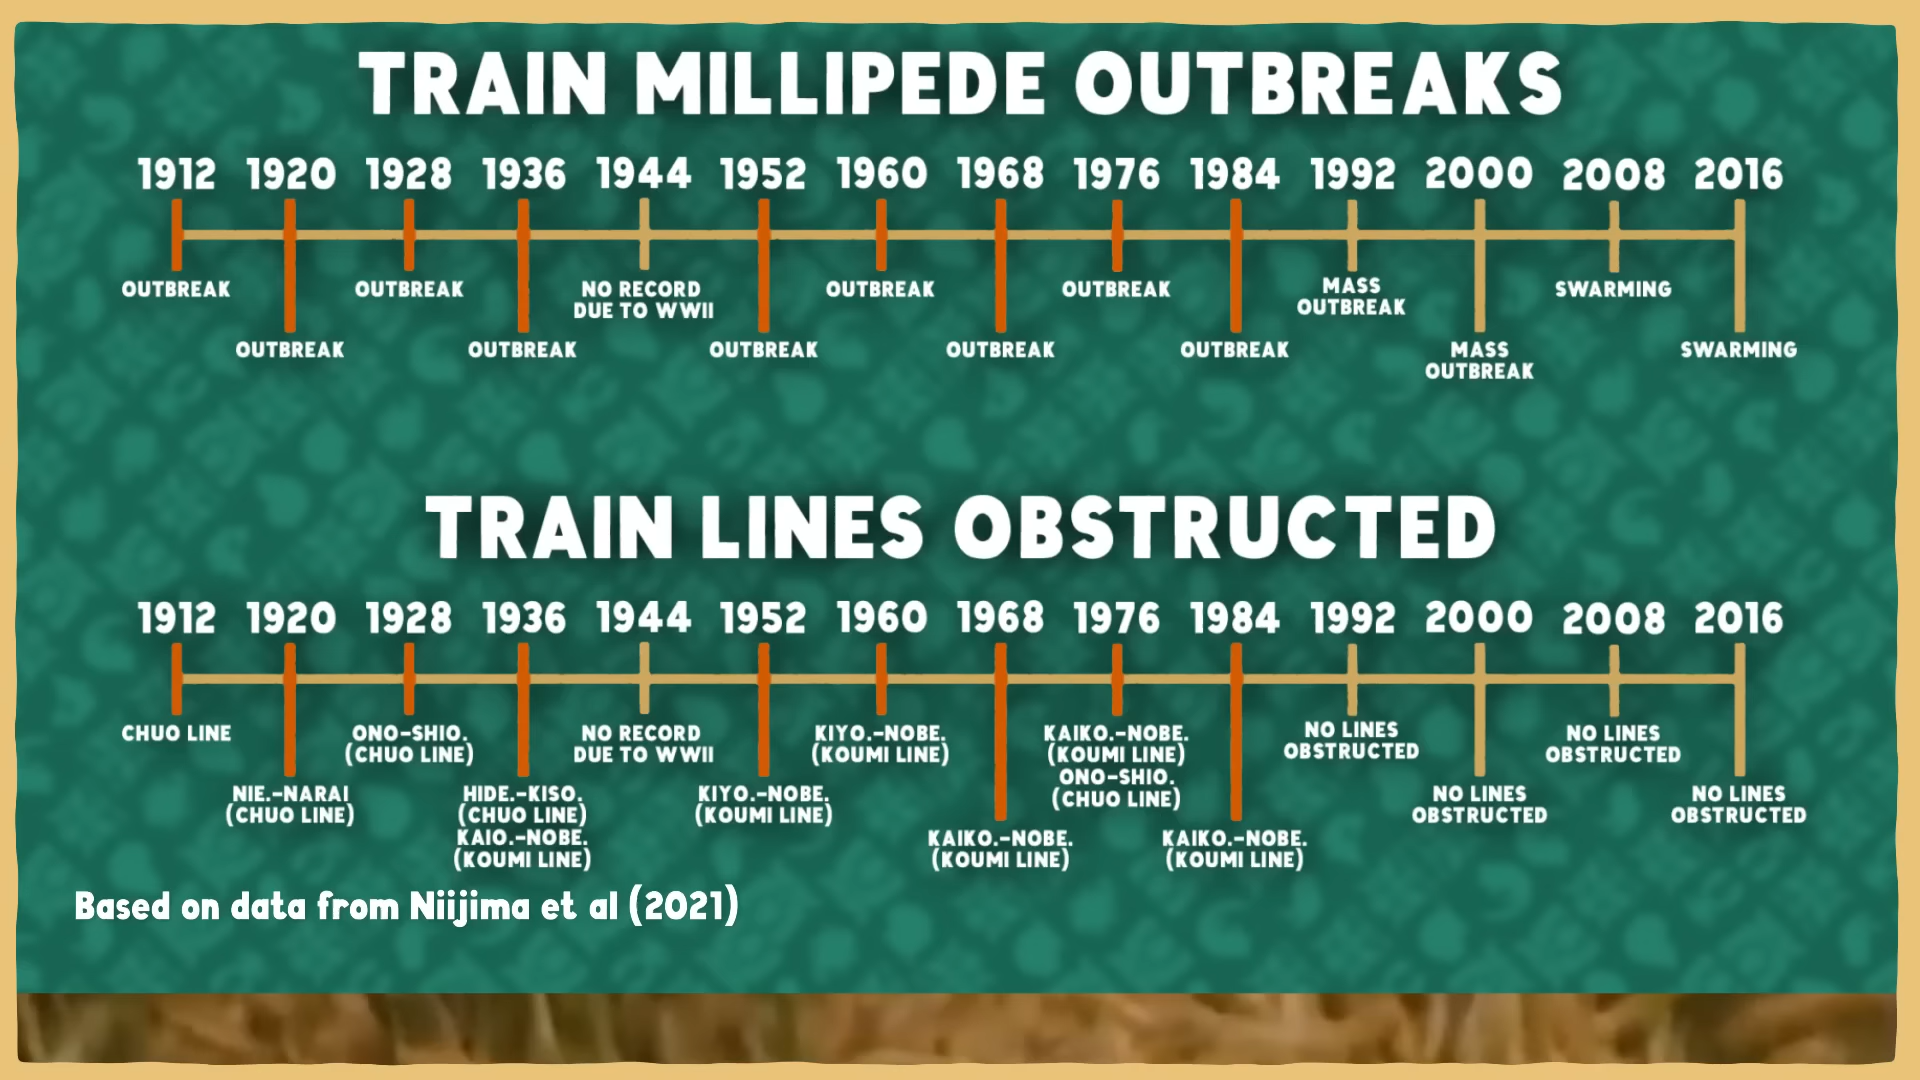 TRAIN MILLIPEDE OUTBREAKS
1912 1920 1928 1936 1944 1952 1960 1968 1976 1984 1992 2000 2008 2016
OUTBREAK
OUTBREAK
OUTBREAK
OUTBREAK
NO RECORD
DUE TO WWII
OUTBREAK
OUTBREAK
OUTBREAK
OUTBREAK
OUTBREAK
MASS
OUTBREAK
MASS
OUTBREAK
SWARMING
SWARMING
TRAIN LINES OBSTRUCTED
1912 1920 1928 1936 1944 1952 1960 1968 1976 1984 1992 2000 2008 2016
CHUO LINE
NIE.-NARAI
(CHUO LINE)
ONO-SHIO.
(CHUO LINE)
HIDE.-KISO.
(CHUO LINE)
KAIO.-NOBE.
(KOUMI LINE)
NO RECORD
DUE TO WWII
KIYO.-NOBE.
(KOUMI LINE)
KIYO.-NOBE.
(KOUMI LINE)
KAIKO.-NOBE.
(KOUMI LINE)
KAIKO.-NOBE.
(KOUMI LINE)
ONO-SHIO.
(CHUO LINE)
KAIKO.-NOBE.
(KOUMI LINE)
NO LINES
OBSTRUCTED
NO LINES
OBSTRUCTED
NO LINES
OBSTRUCTED
NO LINES
OBSTRUCTED
Based on data from Niijima et al (2021)